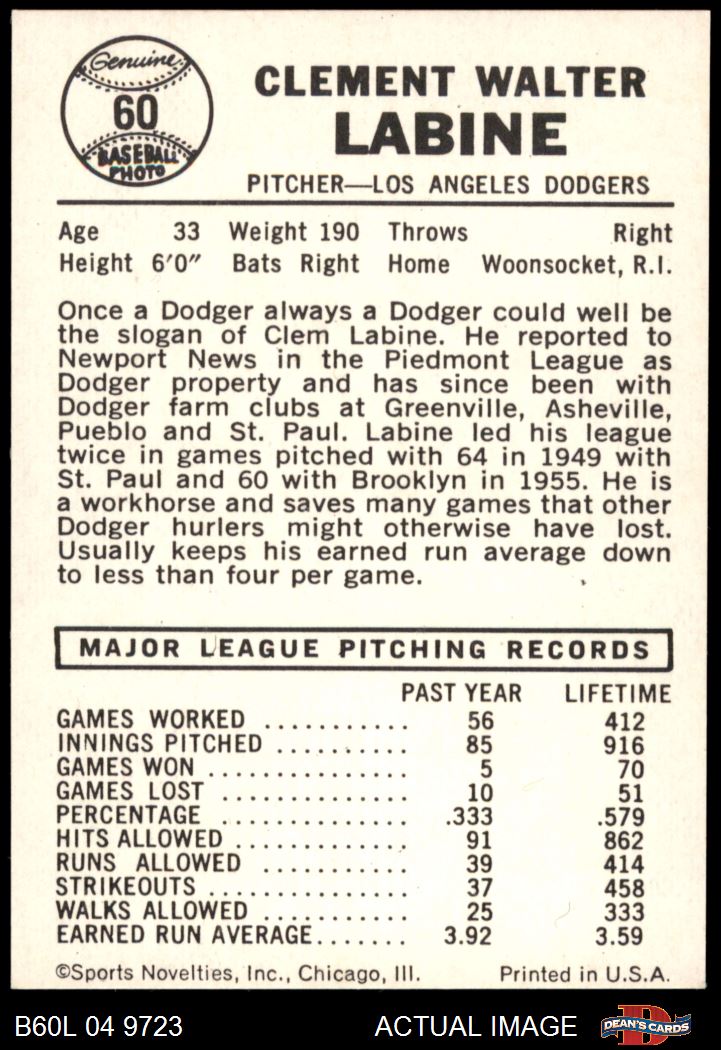 Genuine
60
BASEBALL
PHOTO
CLEMENT WALTER
LABINE
PITCHER—LOS ANGELES DODGERS
Age 33 Weight 190 Throws Right
Height 6'0" Bats Right Home Woonsocket, R.I.
Once a Dodger always a Dodger could well be
the slogan of Clem Labine. He reported to
Newport News in the Piedmont League as
Dodger property and has since been with
Dodger farm clubs at Greenville, Asheville,
Pueblo and St. Paul. Labine led his league
twice in games pitched with 64 in 1949 with
St. Paul and 60 with Brooklyn in 1955. He is
a workhorse and saves many games that other
Dodger hurlers might otherwise have lost.
Usually keeps his earned run average down
to less than four per game.
MAJOR LEAGUE PITCHING RECORDS
PAST YEAR LIFETIME
GAMES WORKED ........... 56 412
INNINGS PITCHED .......... 85 916
GAMES WON ............... 5 70
GAMES LOST .............. 10 51
PERCENTAGE .............. .333 .579
HITS ALLOWED ............. 91 862
RUNS ALLOWED ............ 39 414
STRIKEOUTS ............... 37 458
WALKS ALLOWED ........... 25 333
EARNED RUN AVERAGE....... 3.92 3.59
©Sports Novelties, Inc., Chicago, Ill. Printed in U.S.A.
B60L 04 9723 ACTUAL IMAGE DEAN'S CARDS